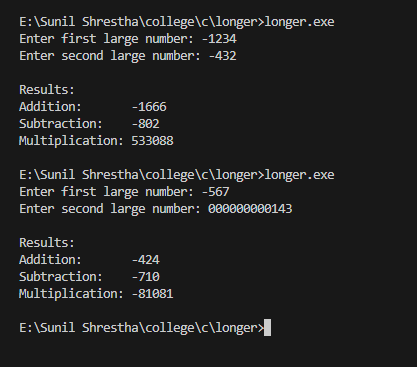 E:\Sunil Shrestha\college\c\longer>longer.exe
Enter first large number: -1234
Enter second large number: -432
Results:
Addition:       -1666
Subtraction:    -802
Multiplication: 533088
E:\Sunil Shrestha\college\c\longer>longer.exe
Enter first large number: -567
Enter second large number: 000000000143
Results:
Addition:       -424
Subtraction:    -710
Multiplication: -81081
E:\Sunil Shrestha\college\c\longer>